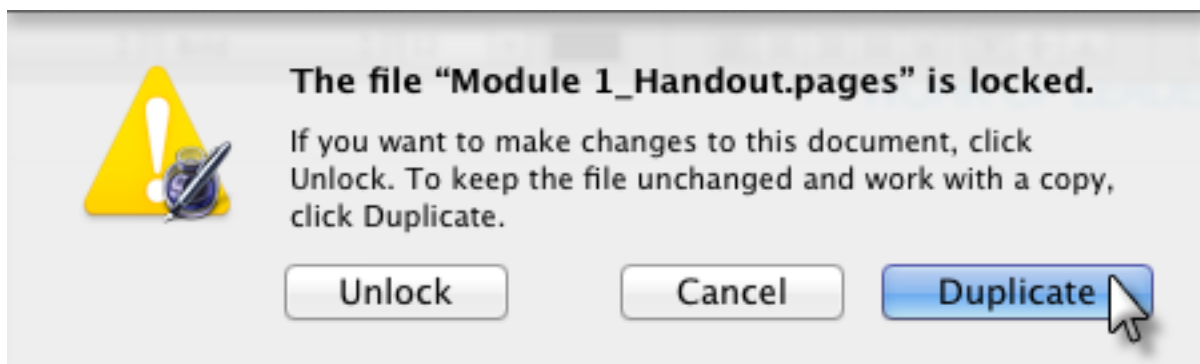 The file “Module 1_Handout.pages” is locked.
If you want to make changes to this document, click
Unlock. To keep the file unchanged and work with a copy,
click Duplicate.
Unlock
Cancel
Duplicate